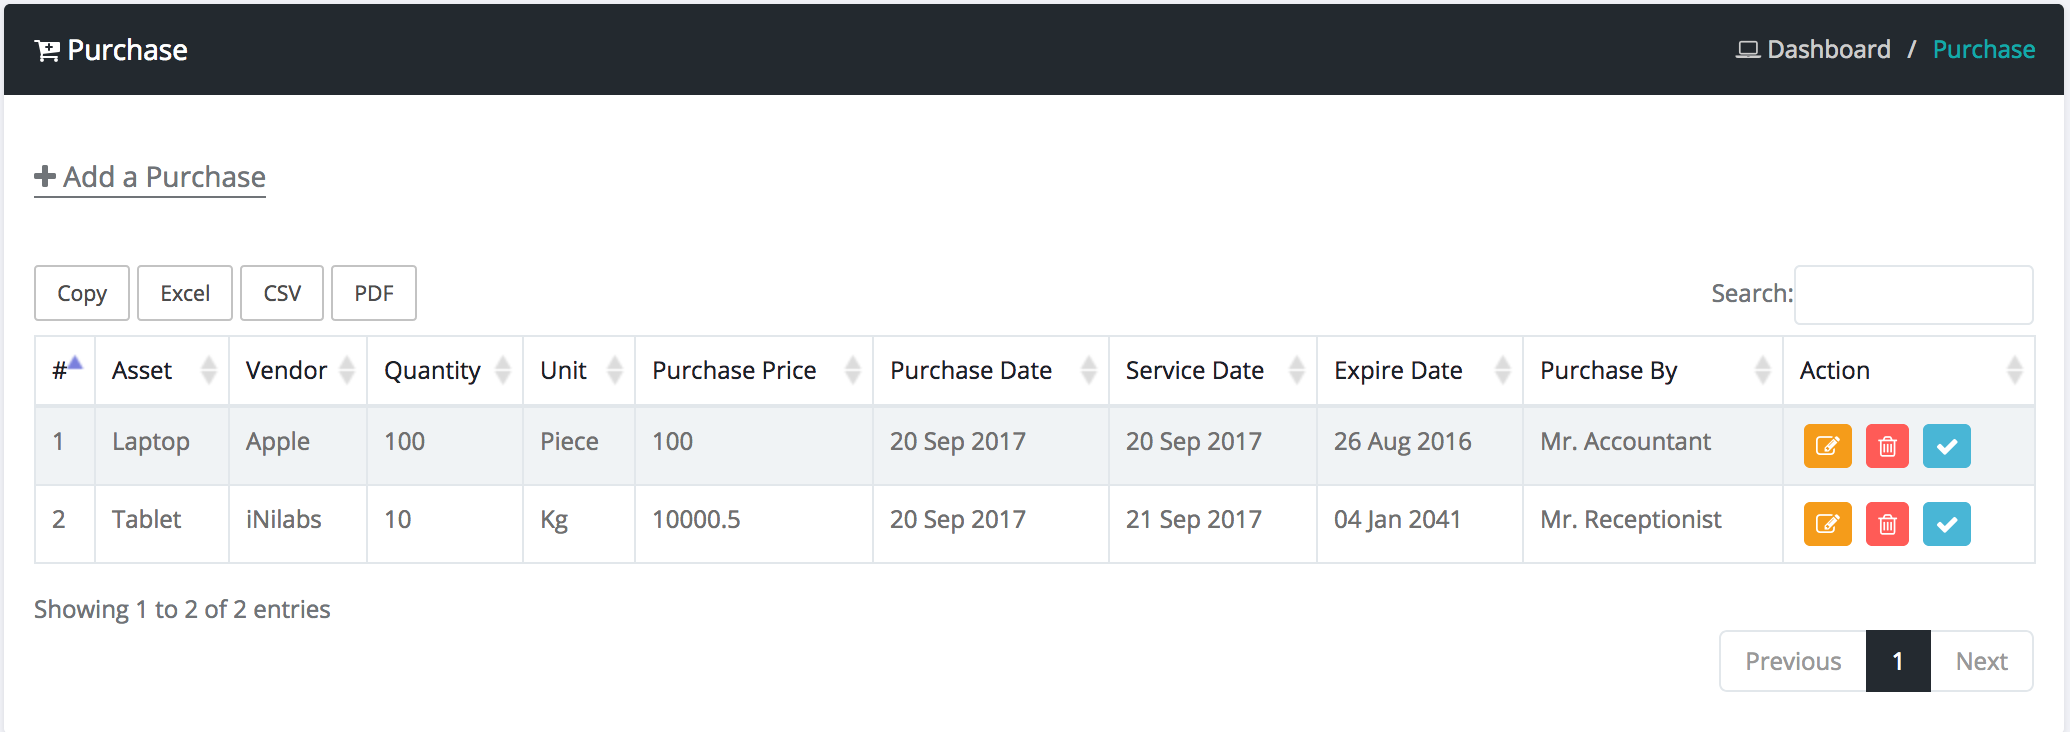 Purchase
Dashboard / Purchase
Add a Purchase
Copy Excel CSV PDF
Search:
# Asset Vendor Quantity Unit Purchase Price Purchase Date Service Date Expire Date Purchase By Action
1 Laptop Apple 100 Piece 100 20 Sep 2017 20 Sep 2017 26 Aug 2016 Mr. Accountant
2 Tablet iNilabs 10 Kg 10000.5 20 Sep 2017 21 Sep 2017 04 Jan 2041 Mr. Receptionist
Showing 1 to 2 of 2 entries
Previous 1 Next